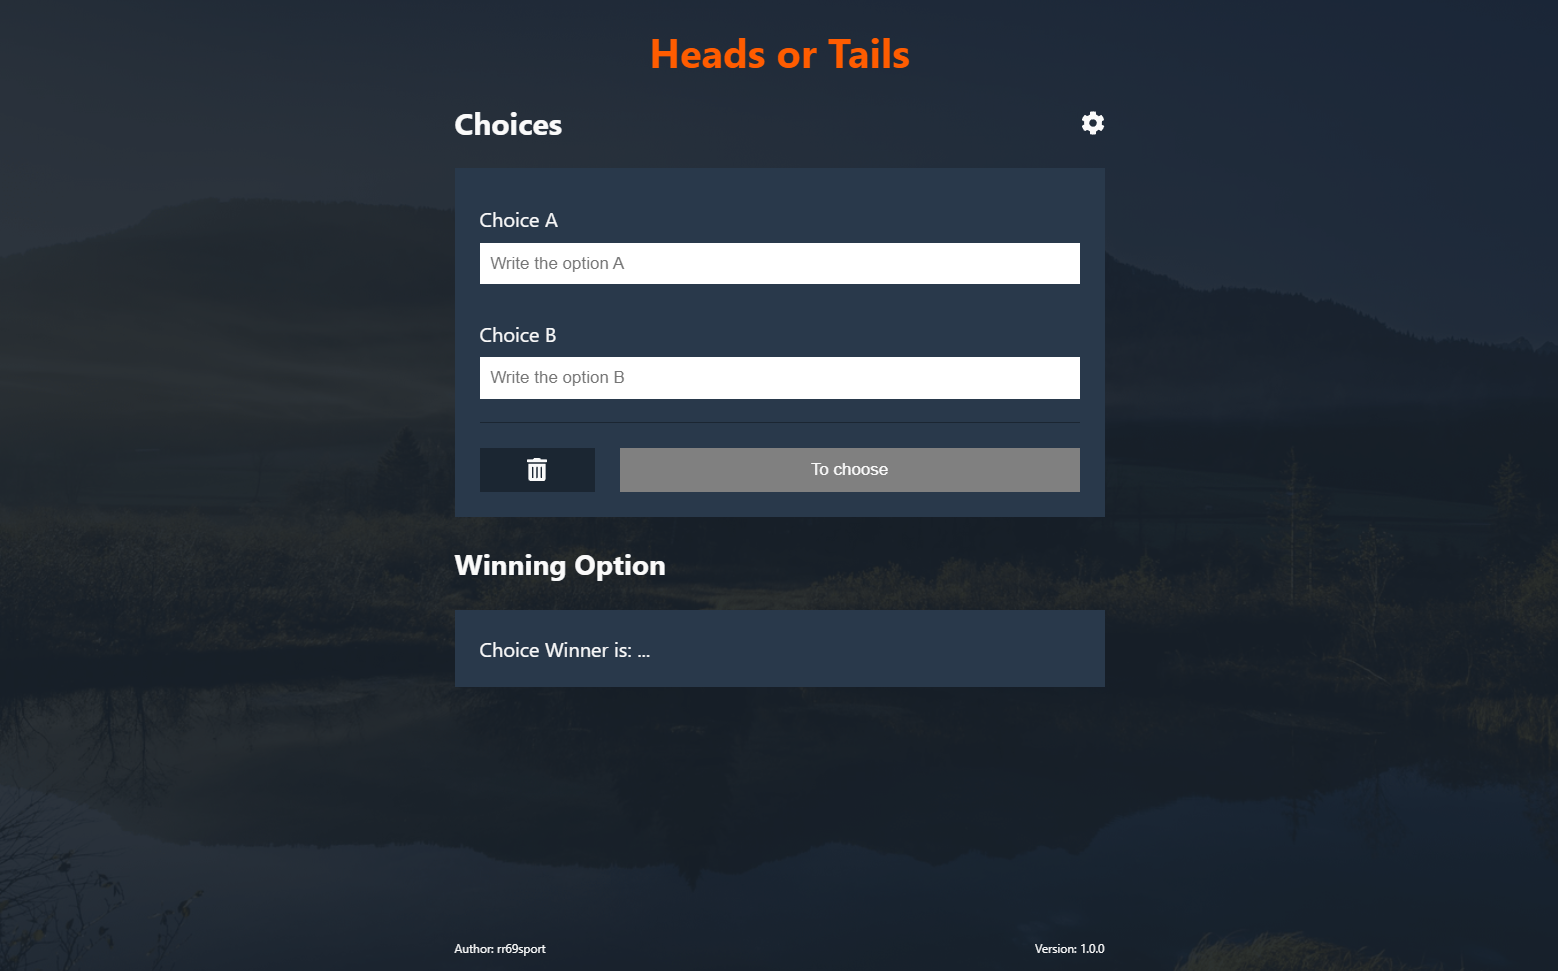 Heads or Tails
Choices
Choice A
Write the option A
Choice B
Write the option B
To choose
Winning Option
Choice Winner is: ...
Author: rr69sport
Version: 1.0.0